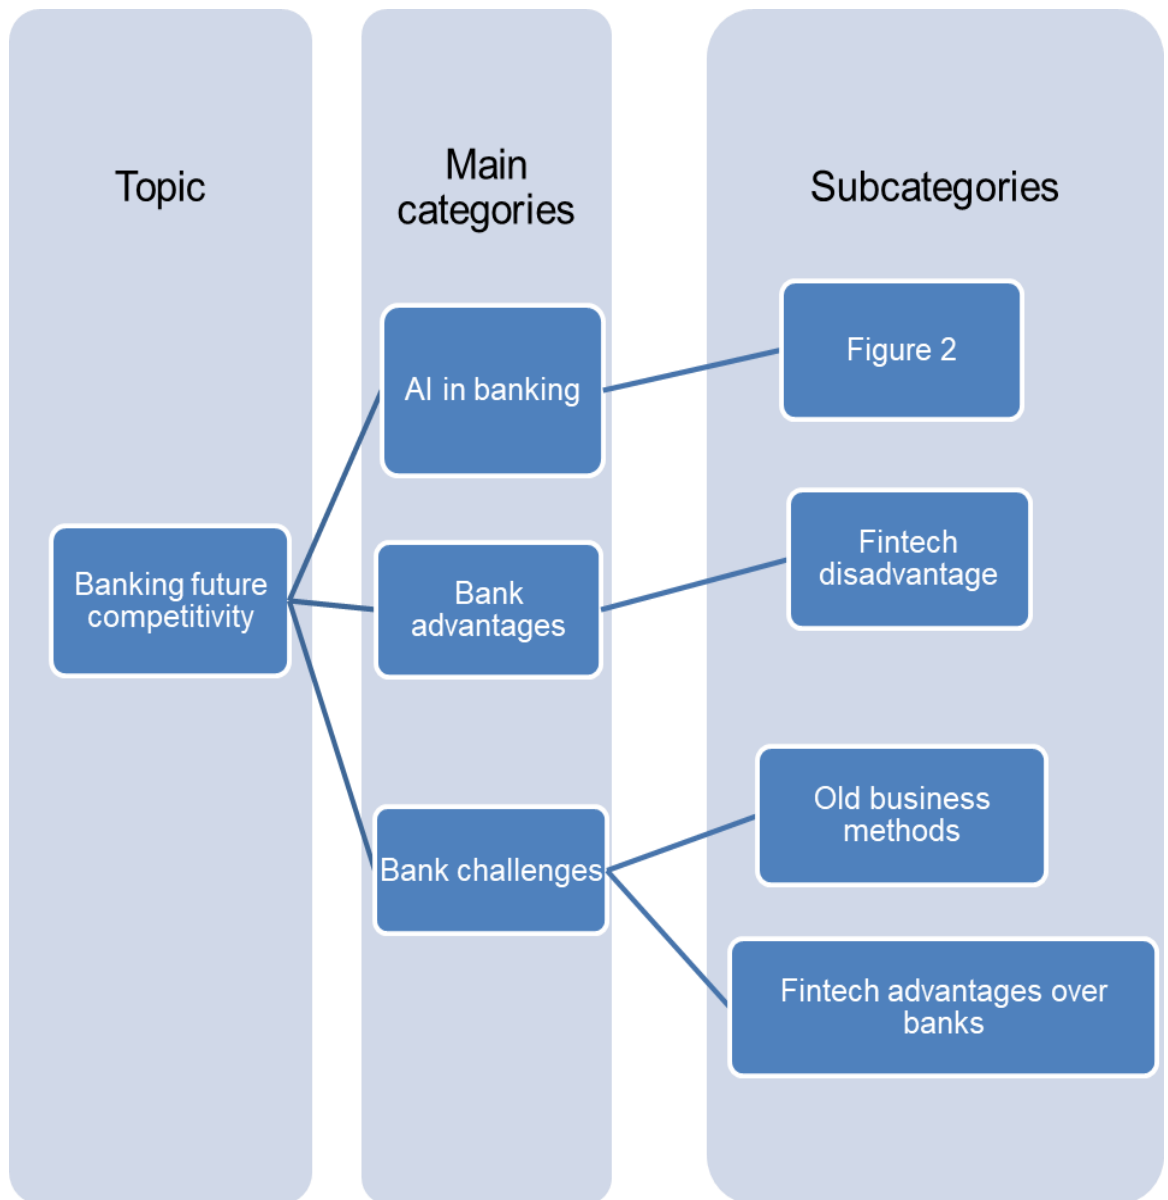 Topic
Main
categories
Subcategories
Banking future
competitivity
AI in banking
Bank
advantages
Bank challenges
Figure 2
Fintech
disadvantage
Old business
methods
Fintech advantages over
banks